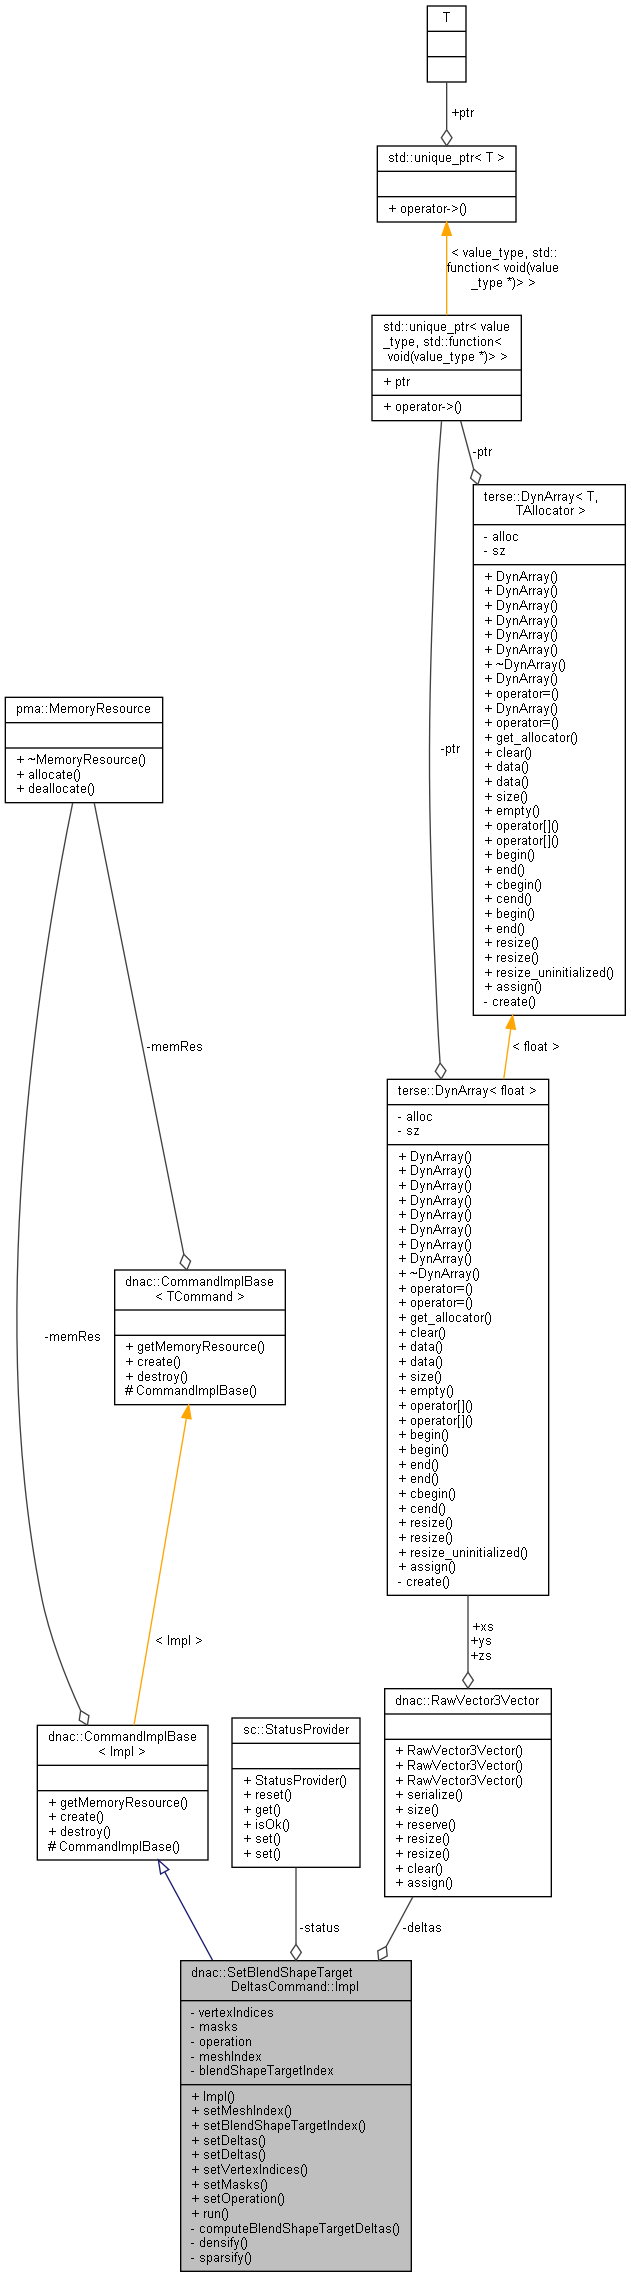 T
+ptr
std::unique_ptr< T >
+ operator->()
< value_type, std::
function< void(value
_type *)> >
std::unique_ptr< value
_type, std::function<
void(value_type *)> >
+ ptr
+ operator->()
-ptr
terse::DynArray< T,
TAllocator >
- alloc
- sz
+ DynArray()
+ DynArray()
+ DynArray()
+ DynArray()
+ DynArray()
+ DynArray()
+ ~DynArray()
+ DynArray()
+ operator=()
+ DynArray()
+ operator=()
+ get_allocator()
+ clear()
+ data()
+ data()
+ size()
+ empty()
+ operator[]()
+ operator[]()
+ begin()
+ end()
+ cbegin()
+ cend()
+ begin()
+ end()
+ resize()
+ resize()
+ resize_uninitialized()
+ assign()
- create()
-ptr
pma::MemoryResource
+ ~MemoryResource()
+ allocate()
+ deallocate()
-memRes
< float >
terse::DynArray< float >
- alloc
- sz
+ DynArray()
+ DynArray()
+ DynArray()
+ DynArray()
+ DynArray()
+ DynArray()
+ DynArray()
+ DynArray()
+ ~DynArray()
+ operator=()
+ operator=()
+ get_allocator()
+ clear()
+ data()
+ data()
+ size()
+ empty()
+ operator[]()
+ operator[]()
+ begin()
+ begin()
+ end()
+ end()
+ cbegin()
+ cend()
+ resize()
+ resize()
+ resize_uninitialized()
+ assign()
- create()
dnac::CommandImplBase
< TCommand >
+ getMemoryResource()
+ create()
+ destroy()
# CommandImplBase()
-memRes
< Impl >
+xs
+ys
+zs
dnac::CommandImplBase
< Impl >
+ getMemoryResource()
+ create()
+ destroy()
# CommandImplBase()
sc::StatusProvider
+ StatusProvider()
+ reset()
+ get()
+ isOk()
+ set()
+ set()
dnac::RawVector3Vector
+ RawVector3Vector()
+ RawVector3Vector()
+ RawVector3Vector()
+ serialize()
+ size()
+ reserve()
+ resize()
+ resize()
+ clear()
+ assign()
-status
-deltas
dnac::SetBlendShapeTarget
DeltasCommand::Impl
- vertexIndices
- masks
- operation
- meshIndex
- blendShapeTargetIndex
+ Impl()
+ setMeshIndex()
+ setBlendShapeTargetIndex()
+ setDeltas()
+ setDeltas()
+ setVertexIndices()
+ setMasks()
+ setOperation()
+ run()
- computeBlendShapeTargetDeltas()
- densify()
- sparsify()